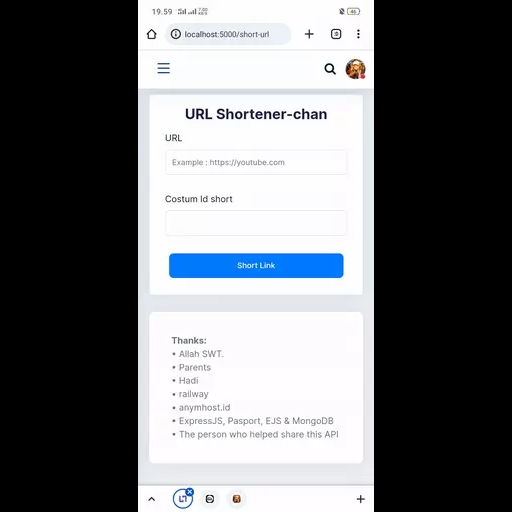 19.59
localhost:5000/short-url
URL Shortener-chan
URL
Example : https://youtube.com
Costum Id short
Short Link
Thanks:
• Allah SWT.
• Parents
• Hadi
• railway
• anymhost.id
• ExpressJS, Pasport, EJS & MongoDB
• The person who helped share this API